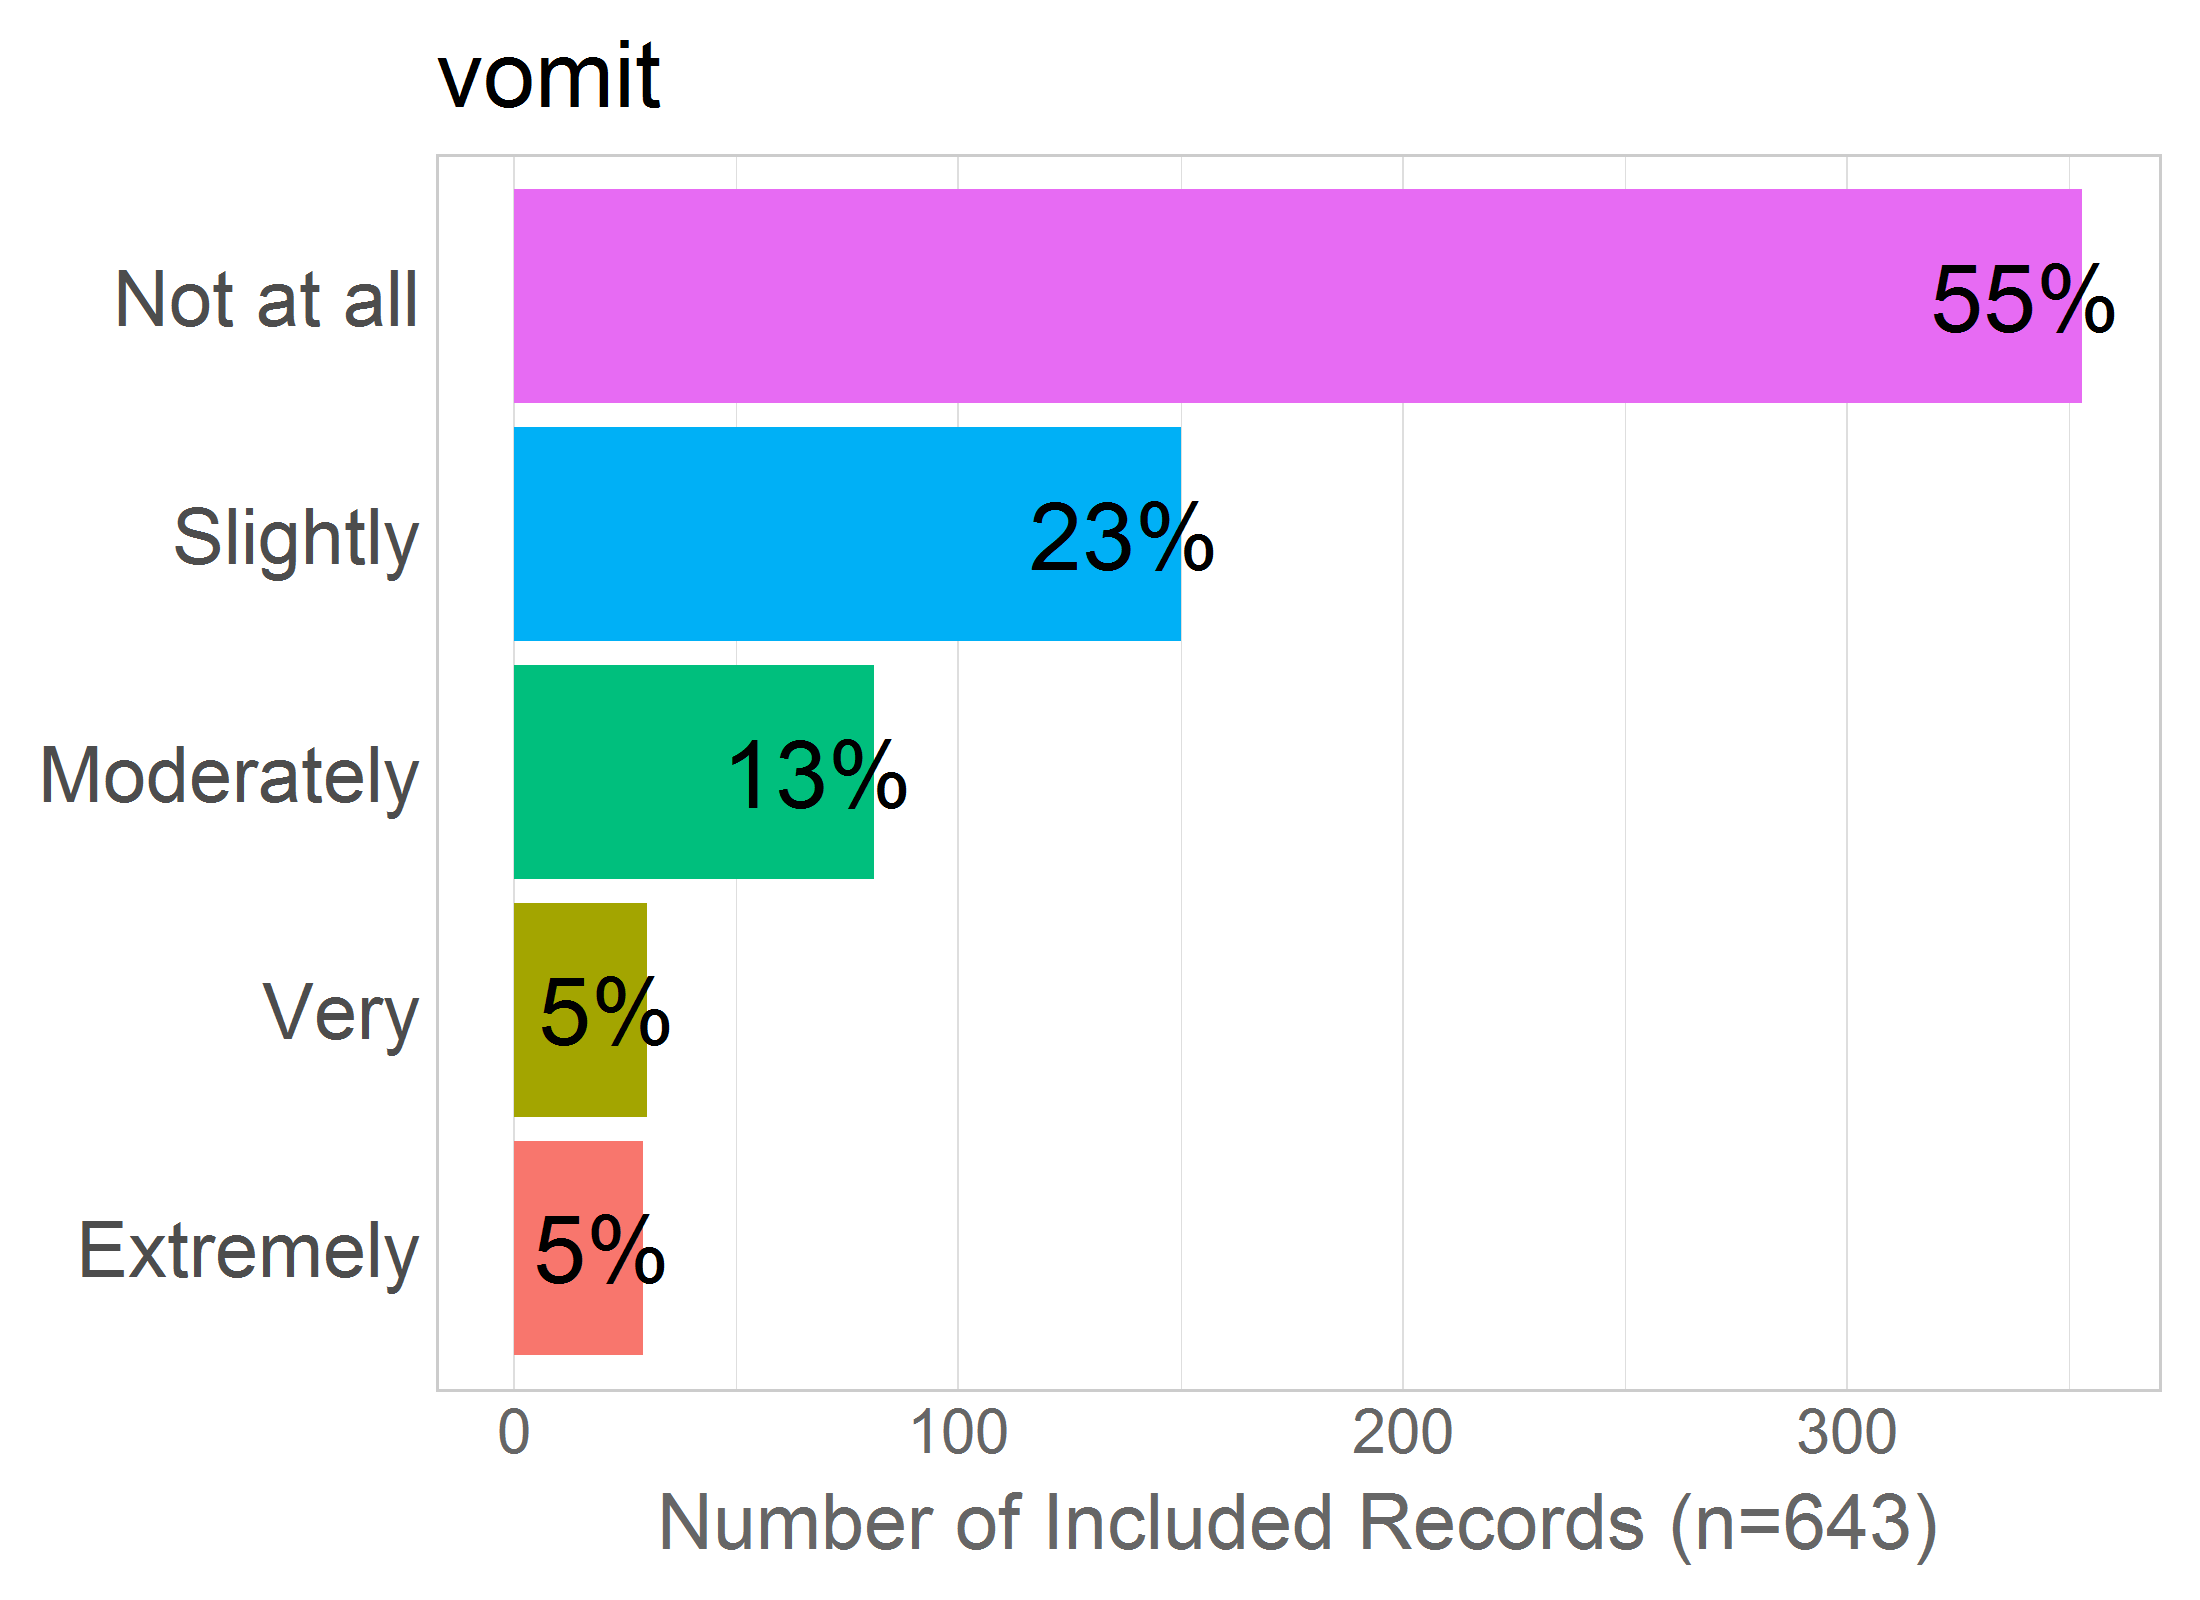 vomit
Not at all
55%
Slightly
23%
Moderately
13%
Very
5%
Extremely
5%
0 100 200 300
Number of Included Records (n=643)